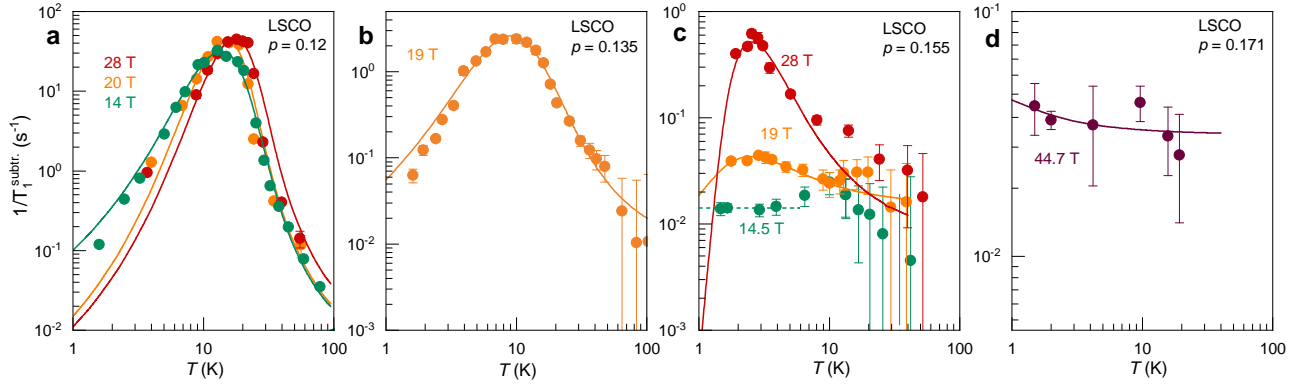 a
LSCO
p = 0.12
28 T
20 T
14 T
1/T₁ˢᵘᵇᵗʳ· (s⁻¹)
10²
10¹
10⁰
10⁻¹
10⁻²
1 10 100
T (K)
b
LSCO
p = 0.135
19 T
10⁰
10⁻¹
10⁻²
10⁻³
1 10 100
T (K)
c
LSCO
p = 0.155
28 T
19 T
14.5 T
10⁰
10⁻¹
10⁻²
10⁻³
1 10 100
T (K)
d
LSCO
p = 0.171
44.7 T
10⁻¹
10⁻²
1 10 100
T (K)